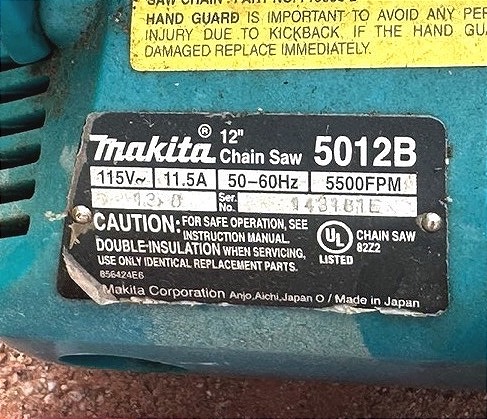 HAND GUARD IS IMPORTANT TO AVOID ANY
INJURY DUE TO KICKBACK. IF THE HAND
DAMAGED REPLACE IMMEDIATELY.
Makita® 12" Chain Saw 5012B
115V~ 11.5A 50-60Hz 5500FPM
Ser. No. 143161E
CAUTION: FOR SAFE OPERATION, SEE
INSTRUCTION MANUAL.
DOUBLE-INSULATION WHEN SERVICING,
USE ONLY IDENTICAL REPLACEMENT PARTS.
856424E6
UL LISTED CHAIN SAW 82Z2
Makita Corporation Anjo, Aichi, Japan O / Made in Japan